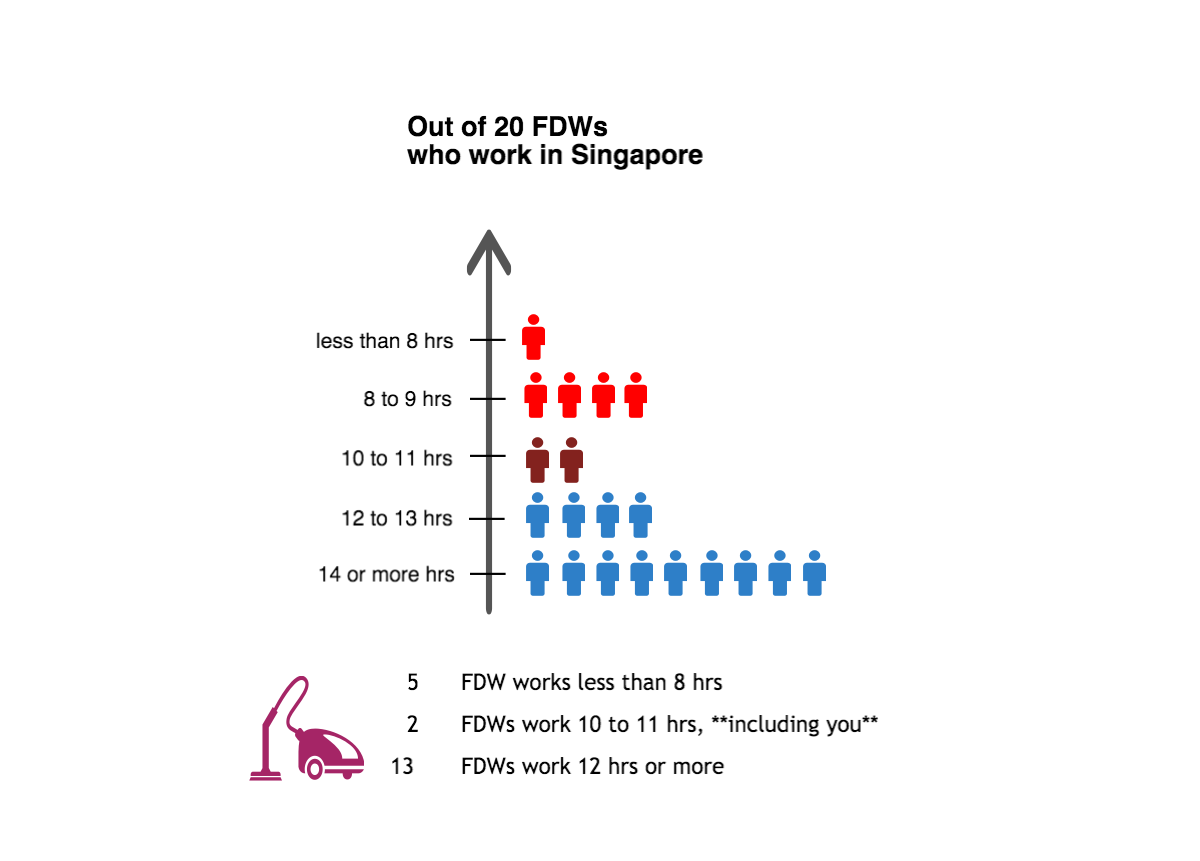 Out of 20 FDWs
who work in Singapore
less than 8 hrs
8 to 9 hrs
10 to 11 hrs
12 to 13 hrs
14 or more hrs
5 FDW works less than 8 hrs
2 FDWs work 10 to 11 hrs, **including you**
13 FDWs work 12 hrs or more